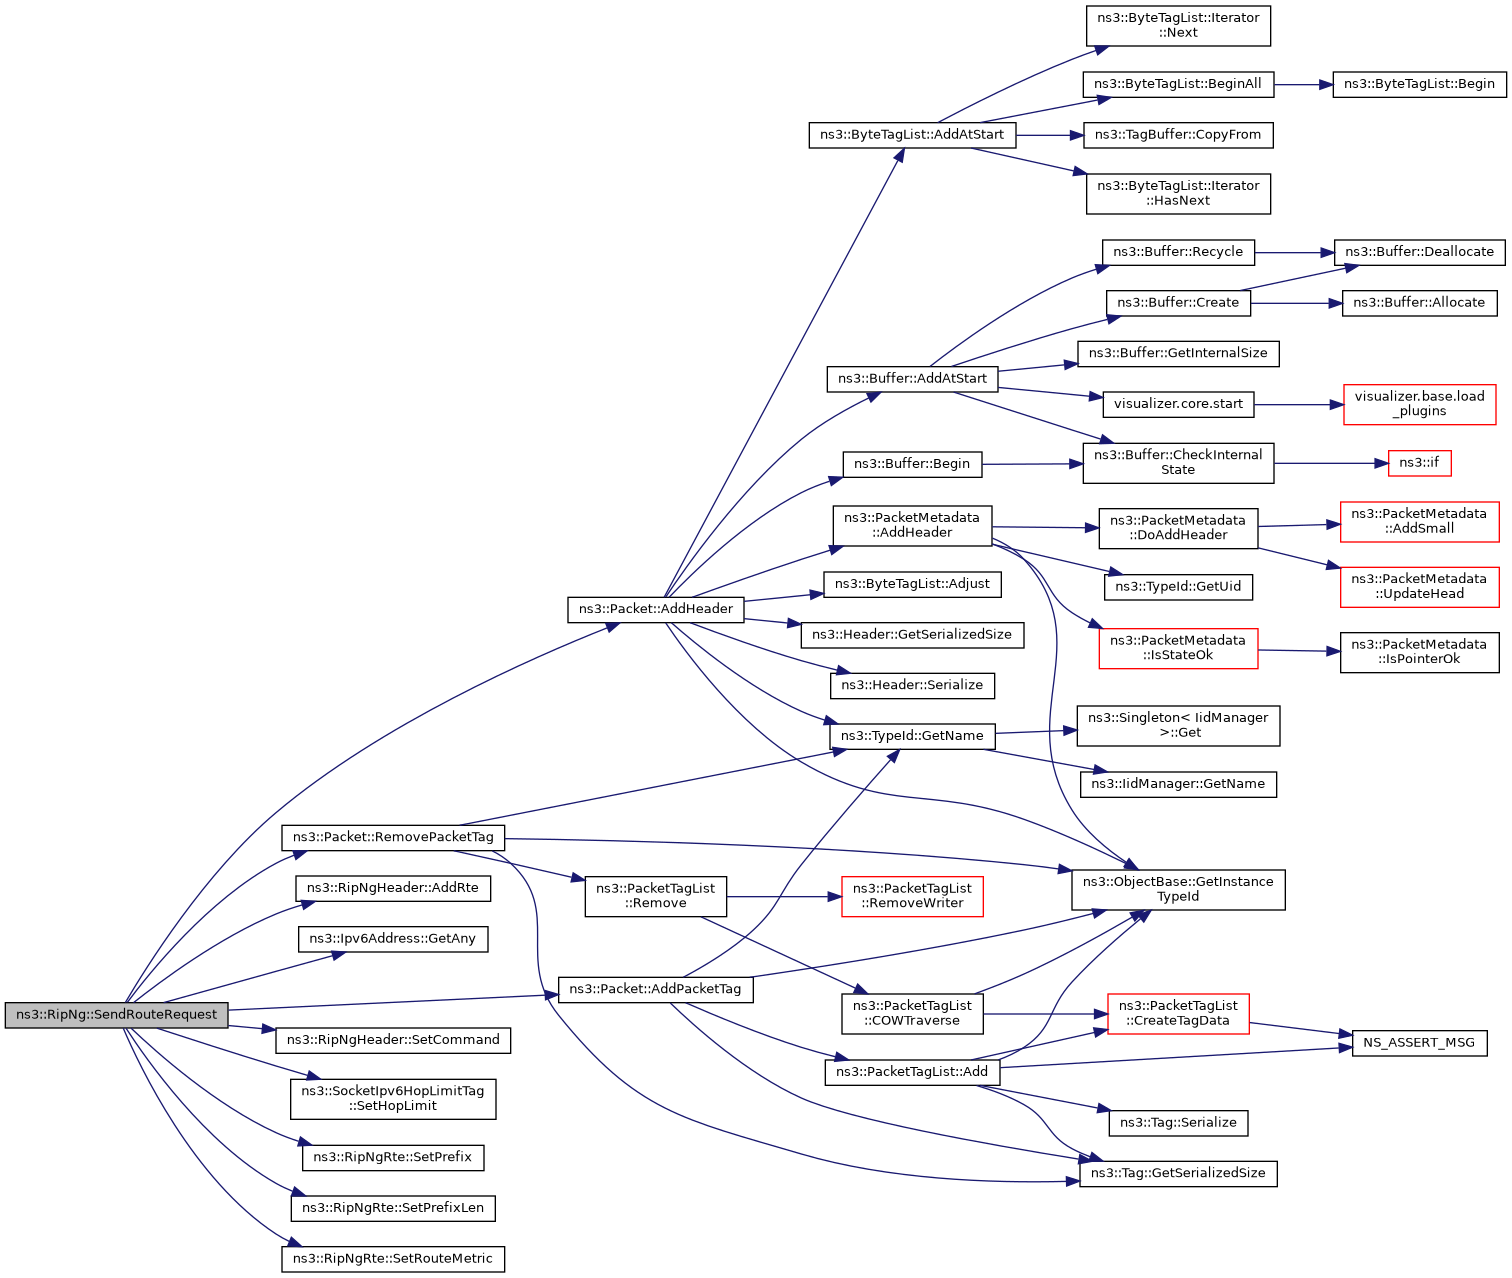 ns3::ByteTagList::Iterator
::Next
ns3::ByteTagList::BeginAll
ns3::ByteTagList::Begin
ns3::ByteTagList::AddAtStart
ns3::TagBuffer::CopyFrom
ns3::ByteTagList::Iterator
::HasNext
ns3::Buffer::Recycle
ns3::Buffer::Deallocate
ns3::Buffer::Create
ns3::Buffer::Allocate
ns3::Buffer::GetInternalSize
ns3::Buffer::AddAtStart
visualizer.core.start
visualizer.base.load
_plugins
ns3::Buffer::CheckInternal
State
ns3::Buffer::Begin
ns3::if
ns3::PacketMetadata
::AddHeader
ns3::PacketMetadata
::DoAddHeader
ns3::PacketMetadata
::AddSmall
ns3::ByteTagList::Adjust
ns3::TypeId::GetUid
ns3::PacketMetadata
::UpdateHead
ns3::Packet::AddHeader
ns3::Header::GetSerializedSize
ns3::PacketMetadata
::IsStateOk
ns3::PacketMetadata
::IsPointerOk
ns3::Header::Serialize
ns3::TypeId::GetName
ns3::Singleton< IidManager
>::Get
ns3::IidManager::GetName
ns3::Packet::RemovePacketTag
ns3::RipNgHeader::AddRte
ns3::PacketTagList
::Remove
ns3::PacketTagList
::RemoveWriter
ns3::ObjectBase::GetInstance
TypeId
ns3::Ipv6Address::GetAny
ns3::Packet::AddPacketTag
ns3::RipNg::SendRouteRequest
ns3::PacketTagList
::COWTraverse
ns3::PacketTagList
::CreateTagData
NS_ASSERT_MSG
ns3::RipNgHeader::SetCommand
ns3::PacketTagList::Add
ns3::SocketIpv6HopLimitTag
::SetHopLimit
ns3::Tag::Serialize
ns3::RipNgRte::SetPrefix
ns3::Tag::GetSerializedSize
ns3::RipNgRte::SetPrefixLen
ns3::RipNgRte::SetRouteMetric